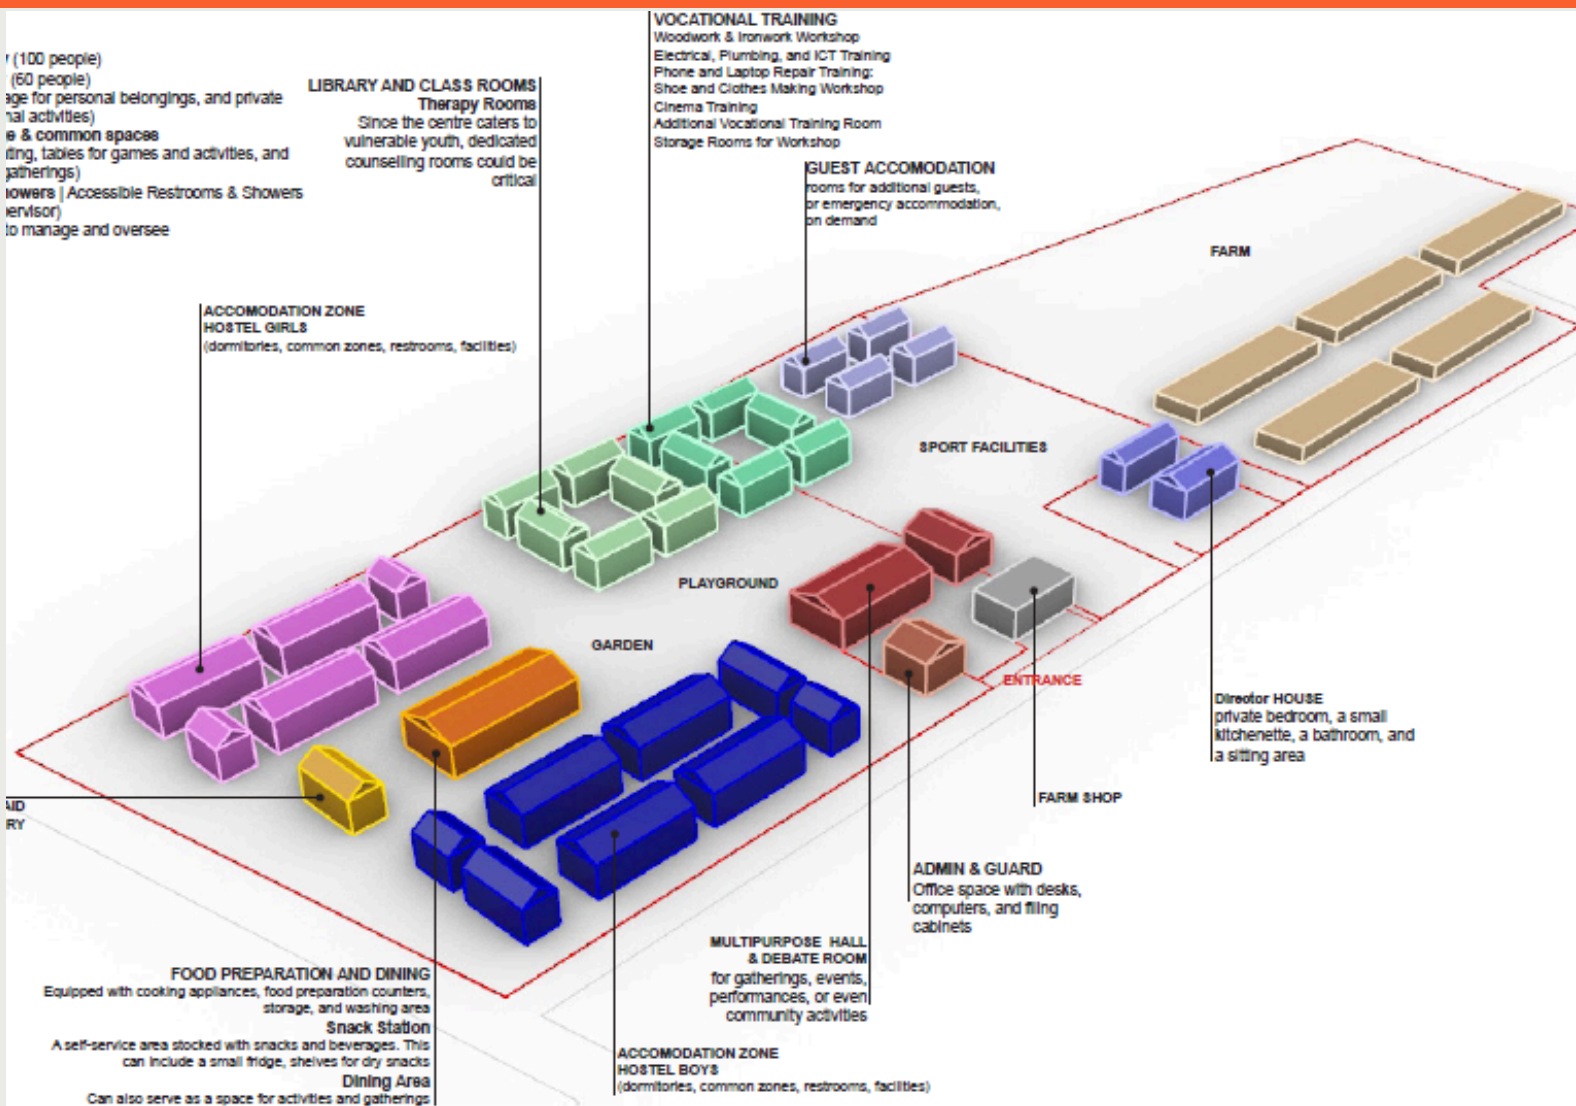 (100 people)
(60 people)
age for personal belongings, and private
nal activities)
e & common spaces
ating, tables for games and activities, and
gatherings)
howers | Accessible Restrooms & Showers
ervisor)
to manage and oversee
LIBRARY AND CLASS ROOMS
Therapy Rooms
Since the centre caters to
vulnerable youth, dedicated
counselling rooms could be
critical
VOCATIONAL TRAINING
Woodwork & Ironwork Workshop
Electrical, Plumbing, and ICT Training
Phone and Laptop Repair Training:
Shoe and Clothes Making Workshop
Cinema Training
Additional Vocational Training Room
Storage Rooms for Workshop
GUEST ACCOMODATION
rooms for additional guests,
or emergency accommodation,
on demand
FARM
ACCOMODATION ZONE
HOSTEL GIRLS
(dormitories, common zones, restrooms, facilities)
SPORT FACILITIES
PLAYGROUND
GARDEN
ENTRANCE
Director HOUSE
private bedroom, a small
kitchenette, a bathroom, and
a sitting area
FARM SHOP
AID
RY
ADMIN & GUARD
Office space with desks,
computers, and filing
cabinets
MULTIPURPOSE HALL
& DEBATE ROOM
for gatherings, events,
performances, or even
community activities
FOOD PREPARATION AND DINING
Equipped with cooking appliances, food preparation counters,
storage, and washing area
Snack Station
A self-service area stocked with snacks and beverages. This
can include a small fridge, shelves for dry snacks
Dining Area
Can also serve as a space for activities and gatherings
ACCOMODATION ZONE
HOSTEL BOYS
(dormitories, common zones, restrooms, facilities)